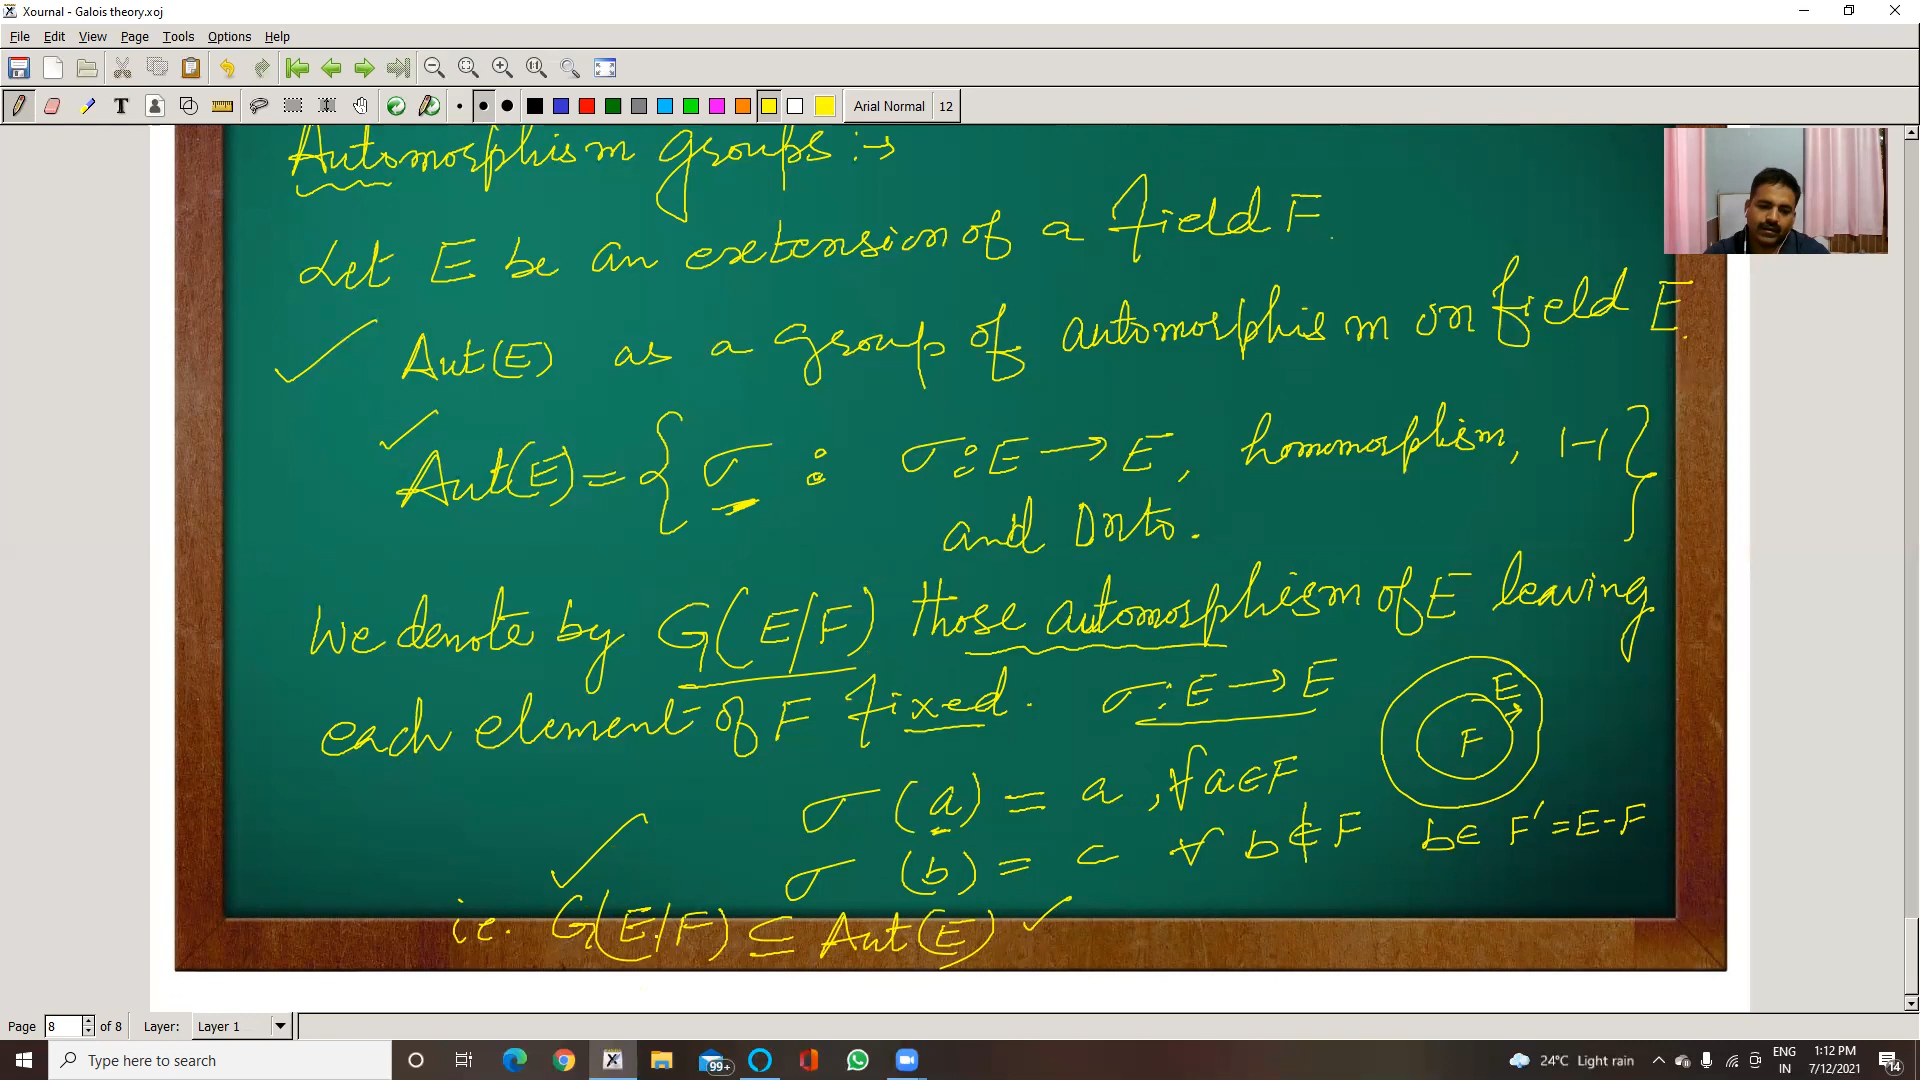 Xournal - Galois theory.xoj
File Edit View Page Tools Options Help
Arial Normal 12
Automorphism groups :→
Let E be an exetension of a field F.
Aut(E) as a group of automorphism on field E.
Aut(E) = { σ : σ: E → E, homomorphism, 1-1 }
and Onto.
We denote by G(E/F) those automorphism of E leaving
each element of F fixed. σ: E → E
E
F
σ(a) = a, ∀ a ∈ F
σ(b) = c ∀ b ∉ F b ∈ F' = E-F
i.e. G(E/F) ⊆ Aut(E)
Page 8 of 8 Layer: Layer 1
Type here to search
99+
24°C Light rain
ENG
IN
1:12 PM
7/12/2021
14